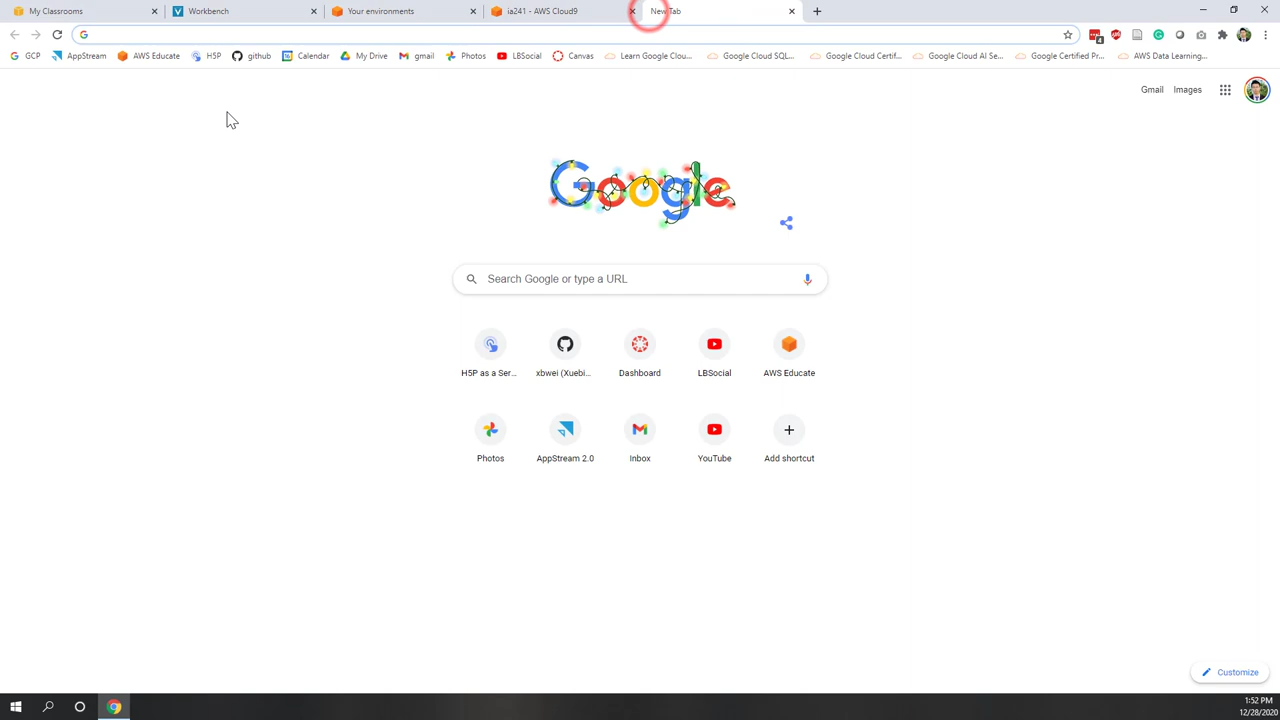 My Classrooms
Workbench
Your environments
ia241 - AWS Cloud9
New Tab
GCP
AppStream
AWS Educate
H5P
github
Calendar
My Drive
gmail
Photos
LBSocial
Canvas
Learn Google Clou...
Google Cloud SQL...
Google Cloud Certif...
Google Cloud AI Se...
Google Certified Pr...
AWS Data Learning...
4
Gmail
Images
Google
Search Google or type a URL
H5P as a Ser...
xbwei (Xuebi...
Dashboard
LBSocial
AWS Educate
Photos
AppStream 2.0
Inbox
YouTube
Add shortcut
Customize
1:52 PM
12/28/2020